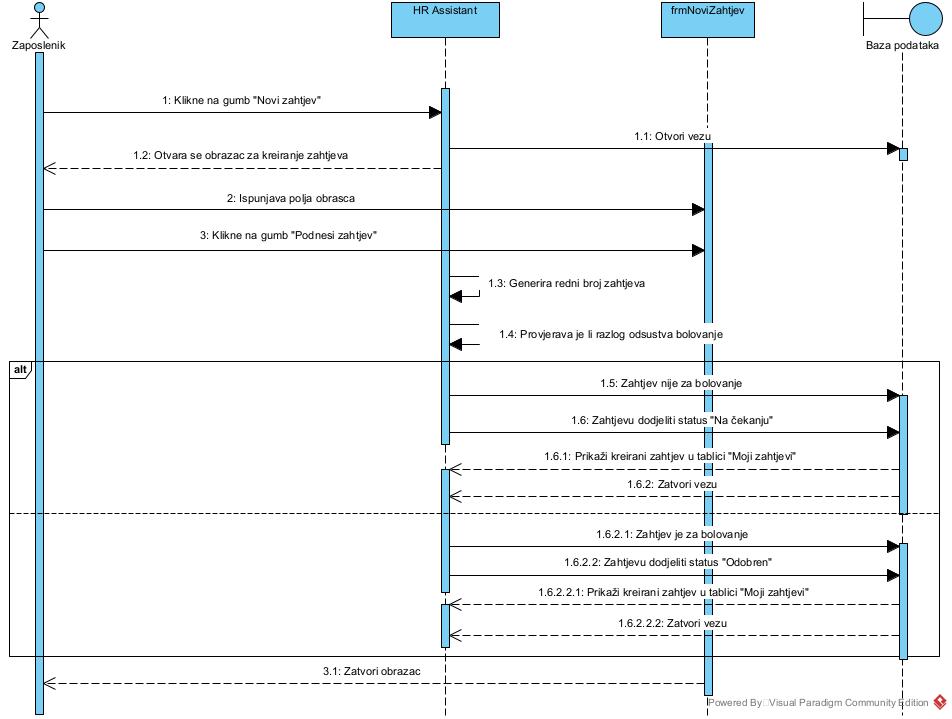 HR Assistant
frmNoviZahtjev
Zaposlenik
Baza podataka
1: Klikne na gumb "Novi zahtjev"
1.1: Otvori vezu
1.2: Otvara se obrazac za kreiranje zahtjeva
2: Ispunjava polja obrasca
3: Klikne na gumb "Podnesi zahtjev"
1.3: Generira redni broj zahtjeva
1.4: Provjerava je li razlog odsustva bolovanje
alt
1.5: Zahtjev nije za bolovanje
1.6: Zahtjevu dodjeliti status "Na čekanju"
1.6.1: Prikaži kreirani zahtjev u tablici "Moji zahtjevi"
1.6.2: Zatvori vezu
1.6.2.1: Zahtjev je za bolovanje
1.6.2.2: Zahtjevu dodjeliti status "Odobren"
1.6.2.2.1: Prikaži kreirani zahtjev u tablici "Moji zahtjevi"
1.6.2.2.2: Zatvori vezu
3.1: Zatvori obrazac
Powered By Visual Paradigm Community Edition